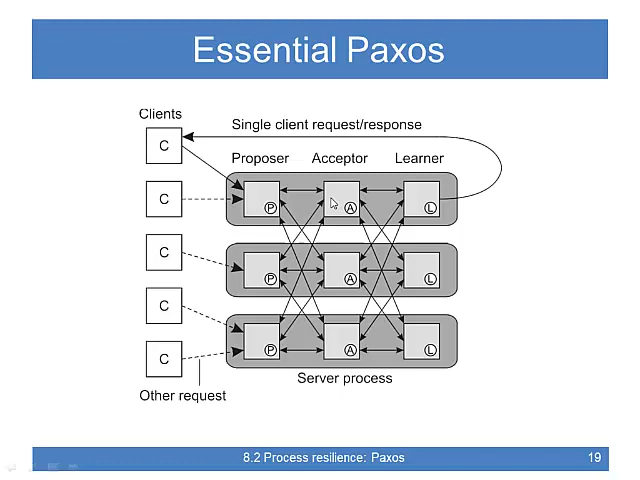 Essential Paxos
Clients
Single client request/response
C
Proposer Acceptor Learner
C
P A L
C
P A L
C
P A L
C
Server process
Other request
8.2 Process resilience: Paxos 19